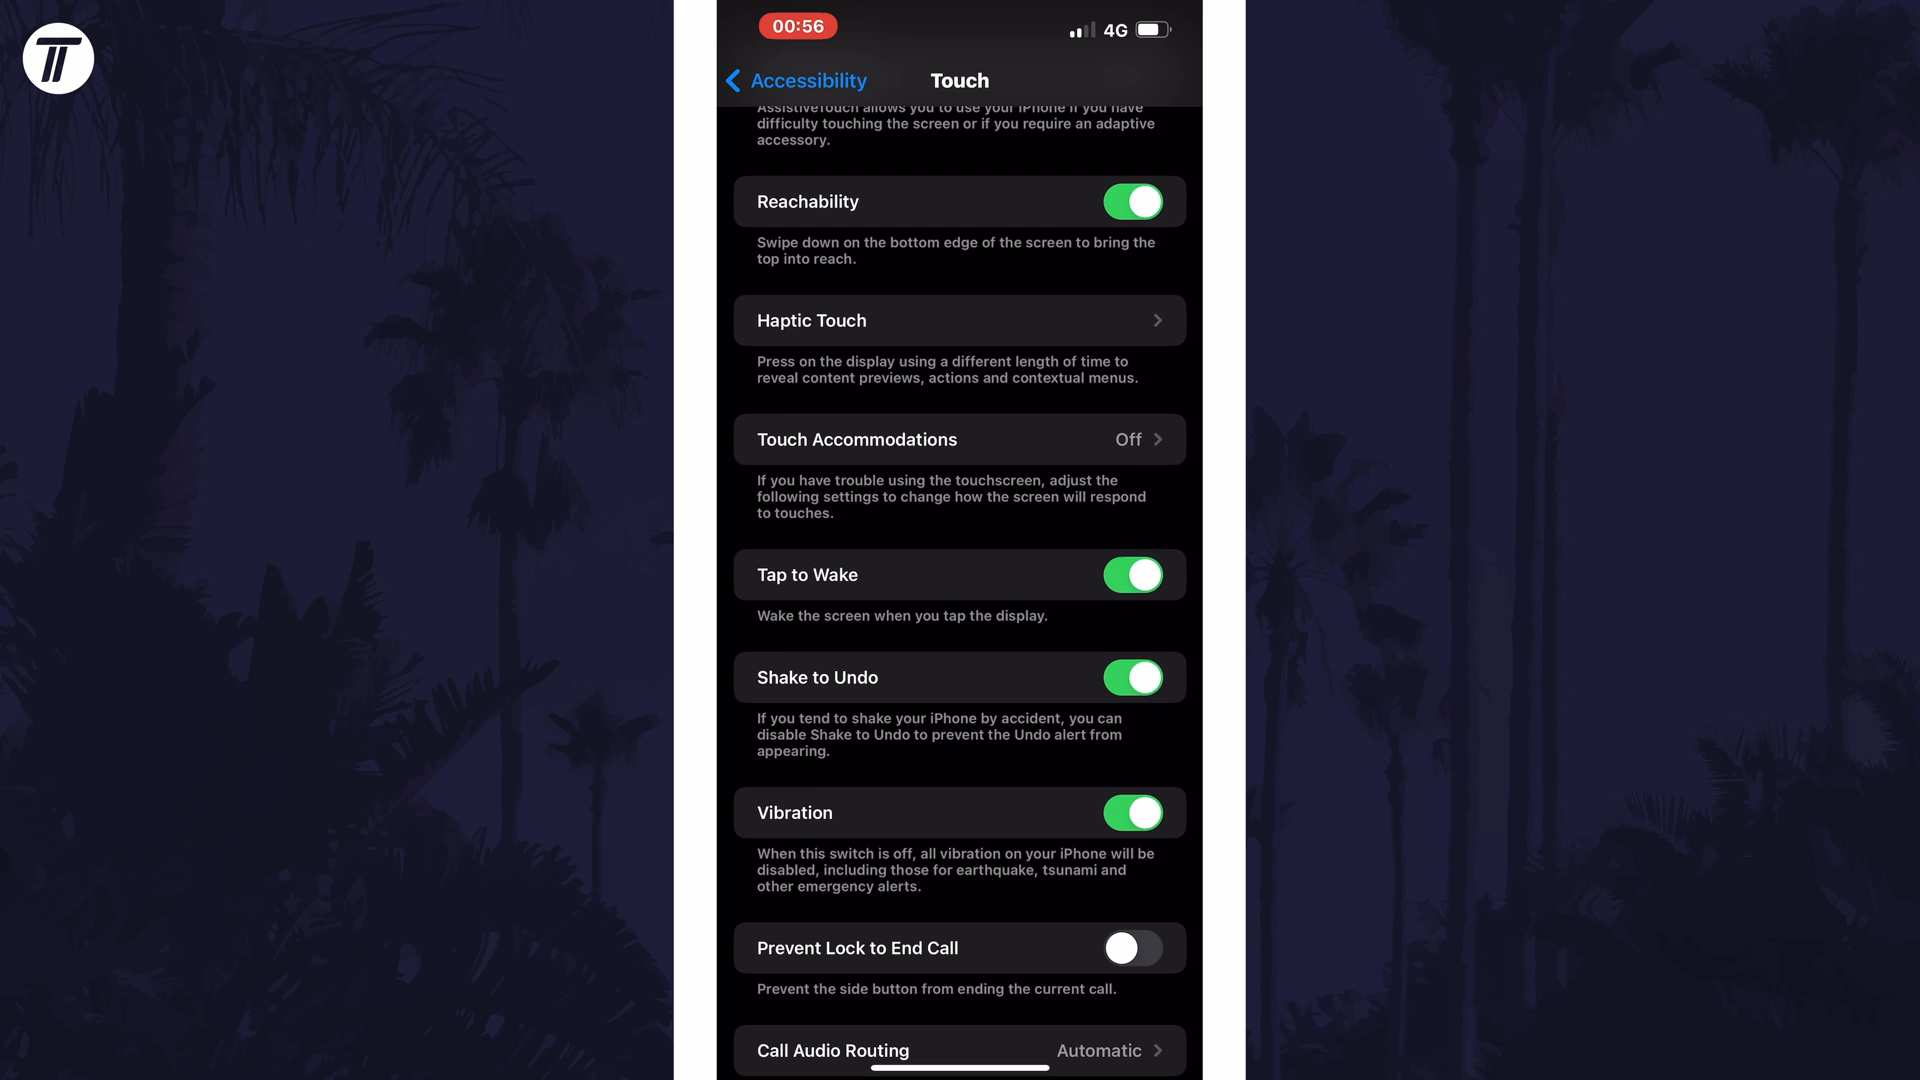 00:56
4G
Accessibility
Touch
AssistiveTouch allows you to use your iPhone if you have
difficulty touching the screen or if you require an adaptive
accessory.
Reachability
Swipe down on the bottom edge of the screen to bring the
top into reach.
Haptic Touch
Press on the display using a different length of time to
reveal content previews, actions and contextual menus.
Touch Accommodations Off
If you have trouble using the touchscreen, adjust the
following settings to change how the screen will respond
to touches.
Tap to Wake
Wake the screen when you tap the display.
Shake to Undo
If you tend to shake your iPhone by accident, you can
disable Shake to Undo to prevent the Undo alert from
appearing.
Vibration
When this switch is off, all vibration on your iPhone will be
disabled, including those for earthquake, tsunami and
other emergency alerts.
Prevent Lock to End Call
Prevent the side button from ending the current call.
Call Audio Routing Automatic